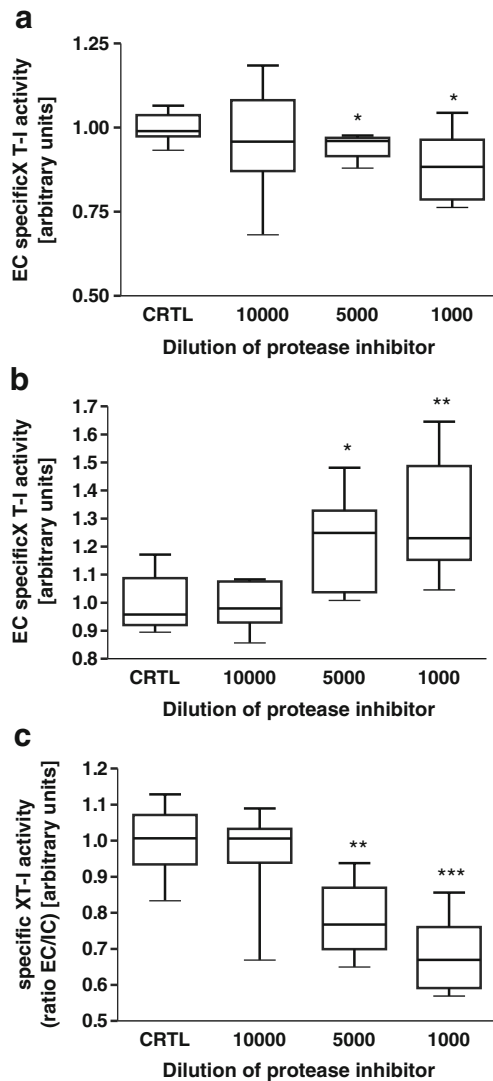 a
EC specificX T-I activity
[arbitrary units]
1.25
1.00
0.75
0.50
*
*
CRTL 10000 5000 1000
Dilution of protease inhibitor
b
EC specificX T-I activity
[arbitrary units]
1.7
1.6
1.5
1.4
1.3
1.2
1.1
1.0
0.9
0.8
*
**
CRTL 10000 5000 1000
Dilution of protease inhibitor
c
specific XT-I activity
(ratio EC/IC) [arbitrary units]
1.2
1.1
1.0
0.9
0.8
0.7
0.6
0.5
**
***
CRTL 10000 5000 1000
Dilution of protease inhibitor